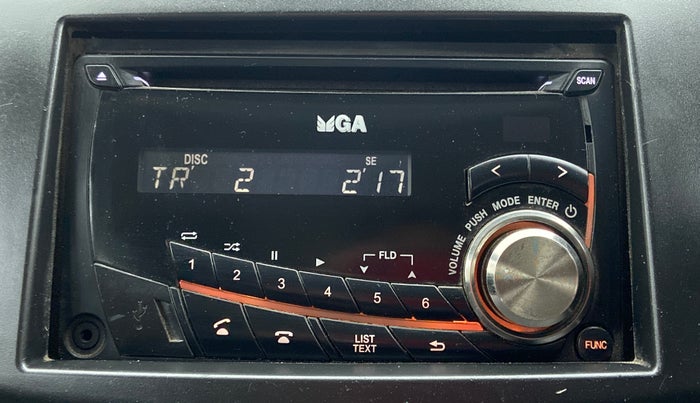 SCAN
MGA
DISC SE
TR 2 2'17
< >
VOLUME PUSH MODE ENTER
FLD
1 2 3 4 5 6
LIST
TEXT
FUNC